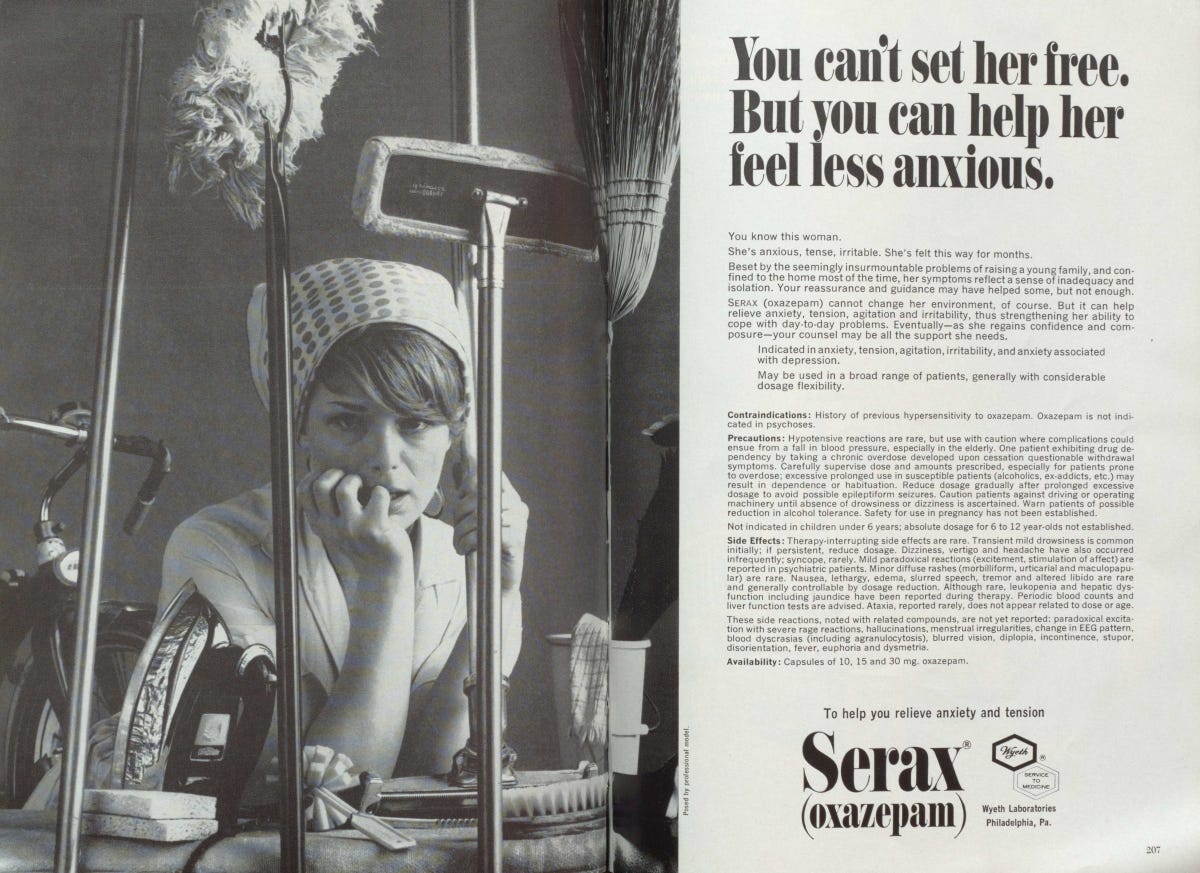 You can't set her free.
But you can help her
feel less anxious.
You know this woman.
She's anxious, tense, irritable. She's felt this way for months.
Beset by the seemingly insurmountable problems of raising a young family, and con-
fined to the home most of the time, her symptoms reflect a sense of inadequacy and
isolation. Your reassurance and guidance may have helped some, but not enough.
SERAX (oxazepam) cannot change her environment, of course. But it can help
relieve anxiety, tension, agitation and irritability, thus strengthening her ability to
cope with day-to-day problems. Eventually—as she regains confidence and com-
posure—your counsel may be all the support she needs.
Indicated in anxiety, tension, agitation, irritability, and anxiety associated
with depression.
May be used in a broad range of patients, generally with considerable
dosage flexibility.
Contraindications: History of previous hypersensitivity to oxazepam. Oxazepam is not indi-
cated in psychoses.
Precautions: Hypotensive reactions are rare, but use with caution where complications could
ensue from a fall in blood pressure, especially in the elderly. One patient exhibiting drug de-
pendency by taking a chronic overdose developed upon cessation questionable withdrawal
symptoms. Carefully supervise dose and amounts prescribed, especially for patients prone
to overdose; excessive prolonged use in susceptible patients (alcoholics, ex-addicts, etc.) may
result in dependence or habituation. Reduce dosage gradually after prolonged excessive
dosage to avoid possible epileptiform seizures. Caution patients against driving or operating
machinery until absence of drowsiness or dizziness is ascertained. Warn patients of possible
reduction in alcohol tolerance. Safety for use in pregnancy has not been established.
Not indicated in children under 6 years; absolute dosage for 6 to 12 year-olds not established.
Side Effects: Therapy-interrupting side effects are rare. Transient mild drowsiness is common
initially; if persistent, reduce dosage. Dizziness, vertigo and headache have also occurred
infrequently; syncope, rarely. Mild paradoxical reactions (excitement, stimulation of affect) are
reported in psychiatric patients. Minor diffuse rashes (morbilliform, urticarial and maculopapu-
lar) are rare. Nausea, lethargy, edema, slurred speech, tremor and altered libido are rare
and generally controllable by dosage reduction. Although rare, leukopenia and hepatic dys-
function including jaundice have been reported during therapy. Periodic blood counts and
liver function tests are advised. Ataxia, reported rarely, does not appear related to dose or age.
These side reactions, noted with related compounds, are not yet reported: paradoxical excita-
tion with severe rage reactions, hallucinations, menstrual irregularities, change in EEG pattern,
blood dyscrasias (including agranulocytosis), blurred vision, diplopia, incontinence, stupor,
disorientation, fever, euphoria and dysmetria.
Availability: Capsules of 10, 15 and 30 mg. oxazepam.
To help you relieve anxiety and tension
Serax®
(oxazepam)
Wyeth®
SERVICE
TO
MEDICINE
Wyeth Laboratories
Philadelphia, Pa.
Posed by professional model.
207